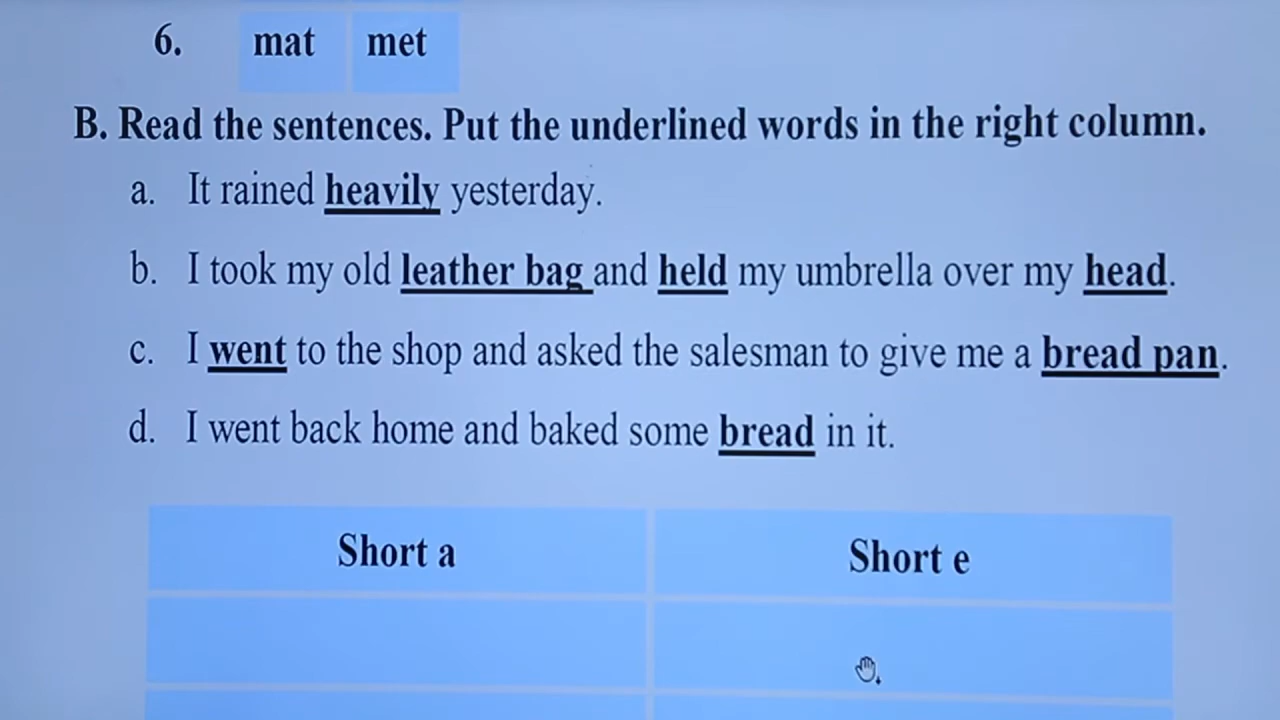 6. mat met
B. Read the sentences. Put the underlined words in the right column.
a. It rained heavily yesterday.
b. I took my old leather bag and held my umbrella over my head.
c. I went to the shop and asked the salesman to give me a bread pan.
d. I went back home and baked some bread in it.
Short a Short e